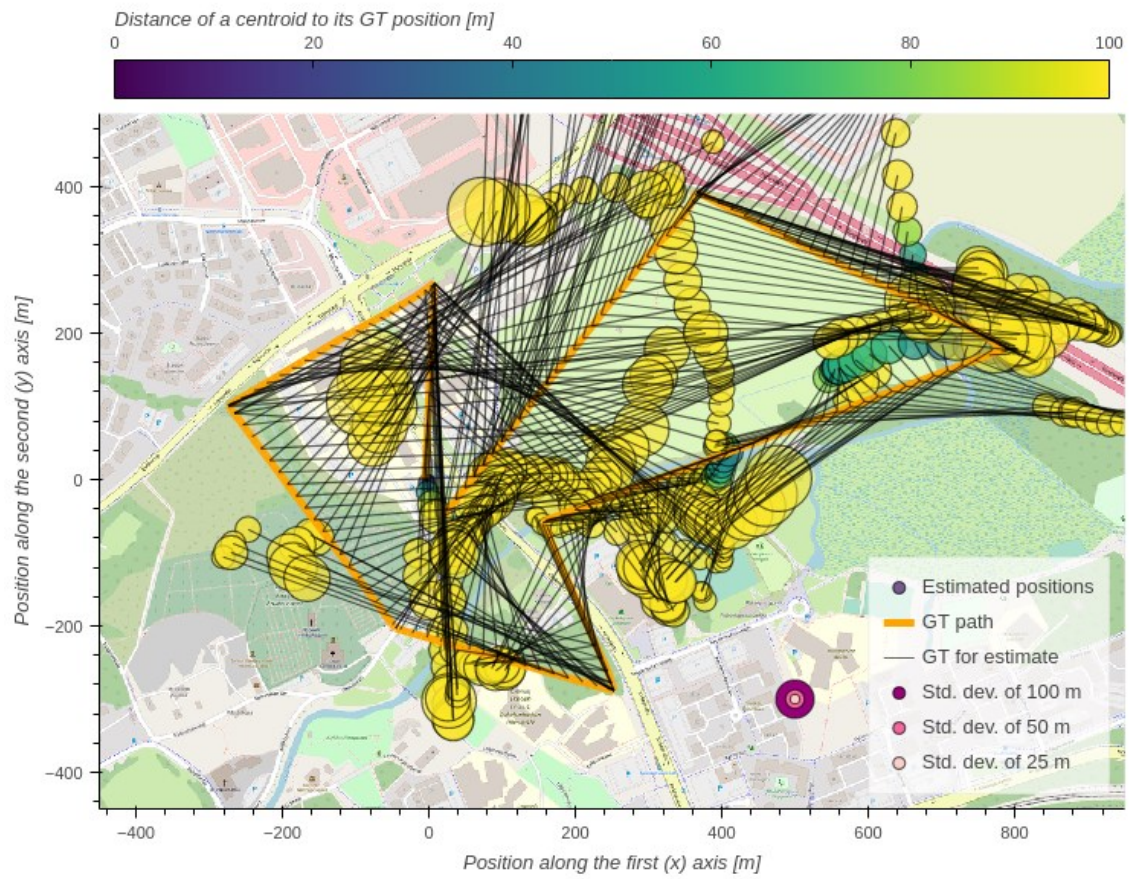 Distance of a centroid to its GT position [m]
0 20 40 60 80 100
Position along the second (y) axis [m]
400
200
0
−200
−400
Estimated positions
GT path
GT for estimate
Std. dev. of 100 m
Std. dev. of 50 m
Std. dev. of 25 m
−400 −200 0 200 400 600 800
Position along the first (x) axis [m]